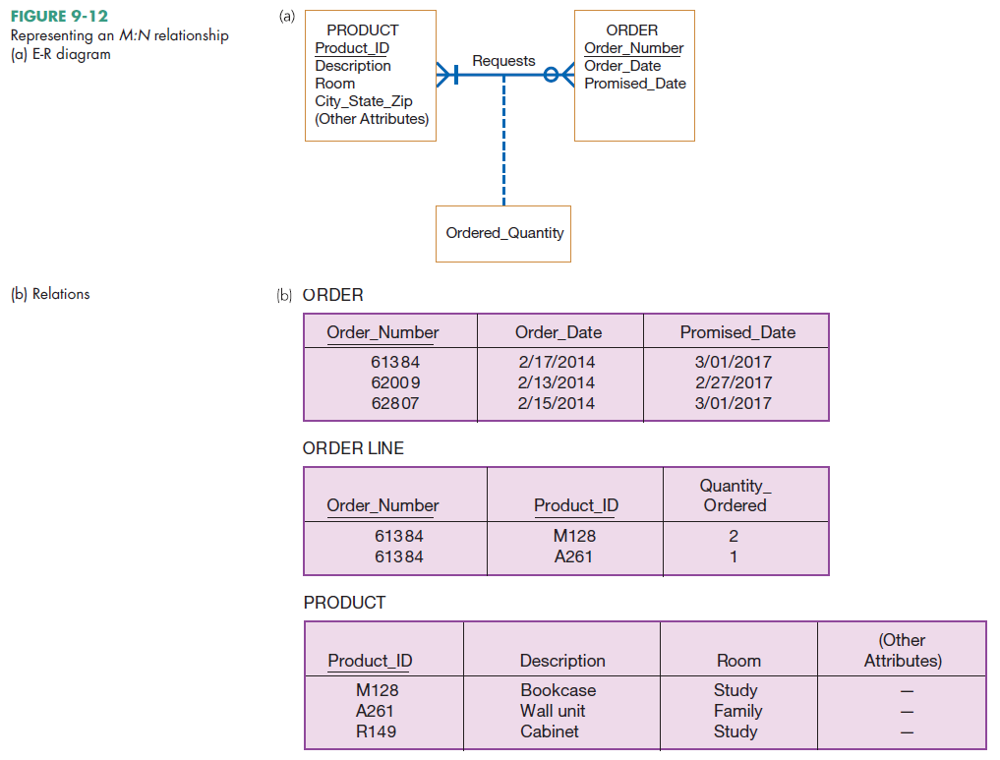 FIGURE 9-12
Representing an M:N relationship
(a) E-R diagram
(a)
PRODUCT
Product_ID
Description
Room
City_State_Zip
(Other Attributes)
Requests
ORDER
Order_Number
Order_Date
Promised_Date
Ordered_Quantity
(b) Relations
(b) ORDER
Order_Number Order_Date Promised_Date
61384 2/17/2014 3/01/2017
62009 2/13/2014 2/27/2017
62807 2/15/2014 3/01/2017
ORDER LINE
Quantity_
Order_Number Product_ID Ordered
61384 M128 2
61384 A261 1
PRODUCT
(Other
Product_ID Description Room Attributes)
M128 Bookcase Study —
A261 Wall unit Family —
R149 Cabinet Study —